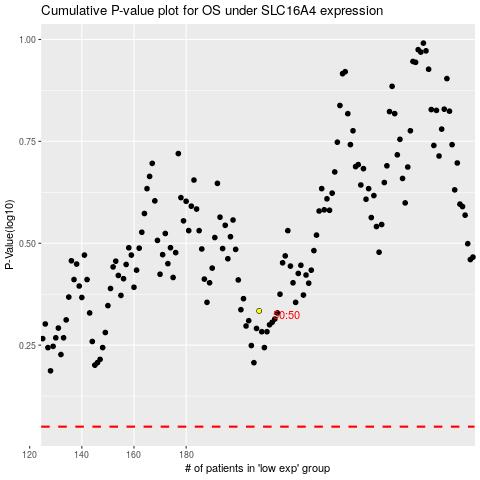 Cumulative P-value plot for OS under SLC16A4 expression
P-Value(log10)
1.00
0.75
0.50
0.25
50:50
120 140 160 180
# of patients in 'low exp' group